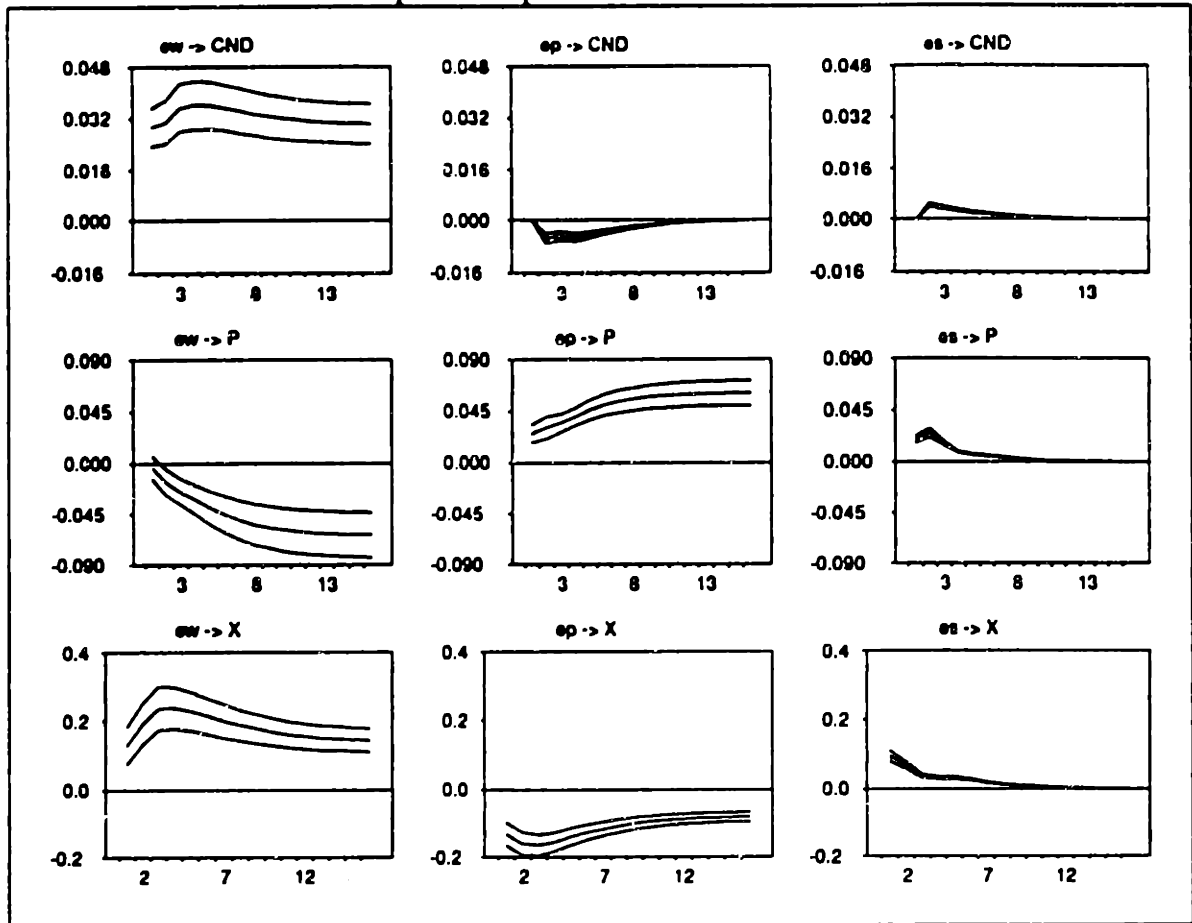 ew -> CND ep -> CND es -> CND
0.048 0.048 0.048
0.032 0.032 0.032
0.016 0.016 0.016
0.000 0.000 0.000
-0.016 -0.016 -0.016
3 8 13 3 8 13 3 8 13
ew -> P ep -> P es -> P
0.090 0.090 0.090
0.045 0.045 0.045
0.000 0.000 0.000
-0.045 -0.045 -0.045
-0.090 -0.090 -0.090
3 8 13 3 8 13 3 8 13
ew -> X ep -> X es -> X
0.4 0.4 0.4
0.2 0.2 0.2
0.0 0.0 0.0
-0.2 -0.2 -0.2
2 7 12 2 7 12 2 7 12